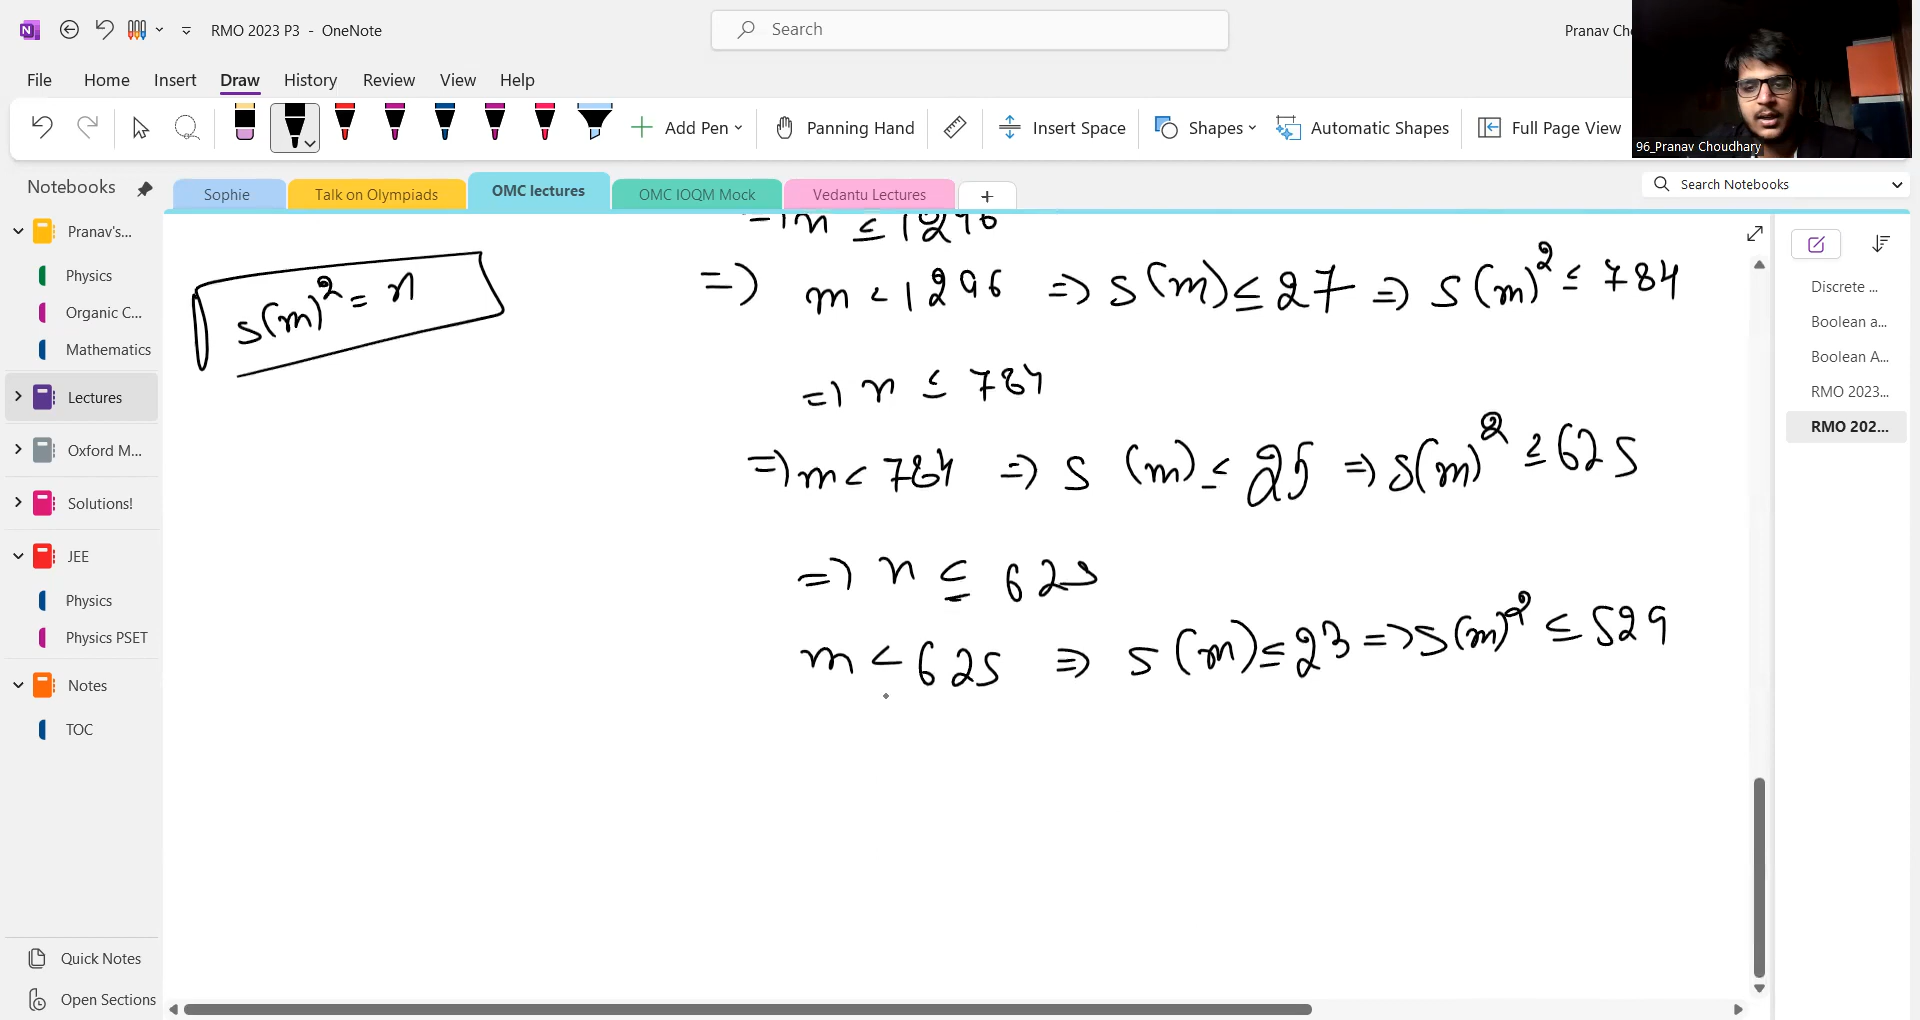 RMO 2023 P3 - OneNote
Search
Pranav Cho
File Home Insert Draw History Review View Help
Add Pen
Panning Hand
Insert Space
Shapes
Automatic Shapes
Full Page View
96_Pranav Choudhary
Notebooks
Sophie
Talk on Olympiads
OMC lectures
OMC IOQM Mock
Vedantu Lectures
+
Search Notebooks
Pranav's...
Physics
Organic C...
Mathematics
Lectures
Oxford M...
Solutions!
JEE
Physics
Physics PSET
Notes
TOC
Quick Notes
Open Sections
s(m)² = n
=) m ≤ 1296
=) m < 1296 =) s(m) ≤ 27 =) s(m)² ≤ 784
=) n ≤ 784
=) m < 784 =) s(m) ≤ 25 =) s(m)² ≤ 625
=) n ≤ 625
m < 625 => s(m) ≤ 23 =) s(m)² ≤ 529
Discrete ...
Boolean a...
Boolean A...
RMO 2023...
RMO 202...